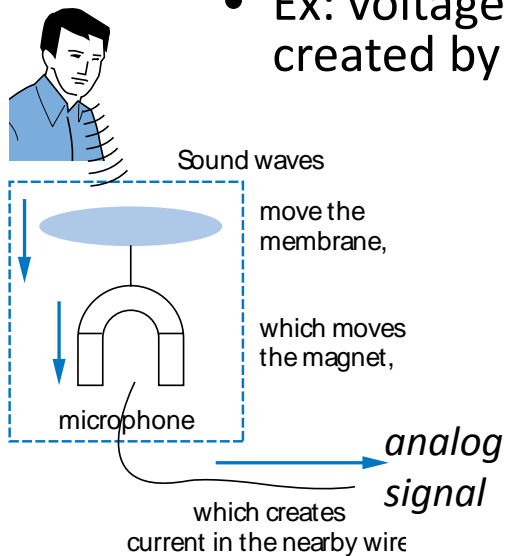 • Ex: voltage
created by
Sound waves
move the
membrane,
which moves
the magnet,
microphone
analog
signal
which creates
current in the nearby wire